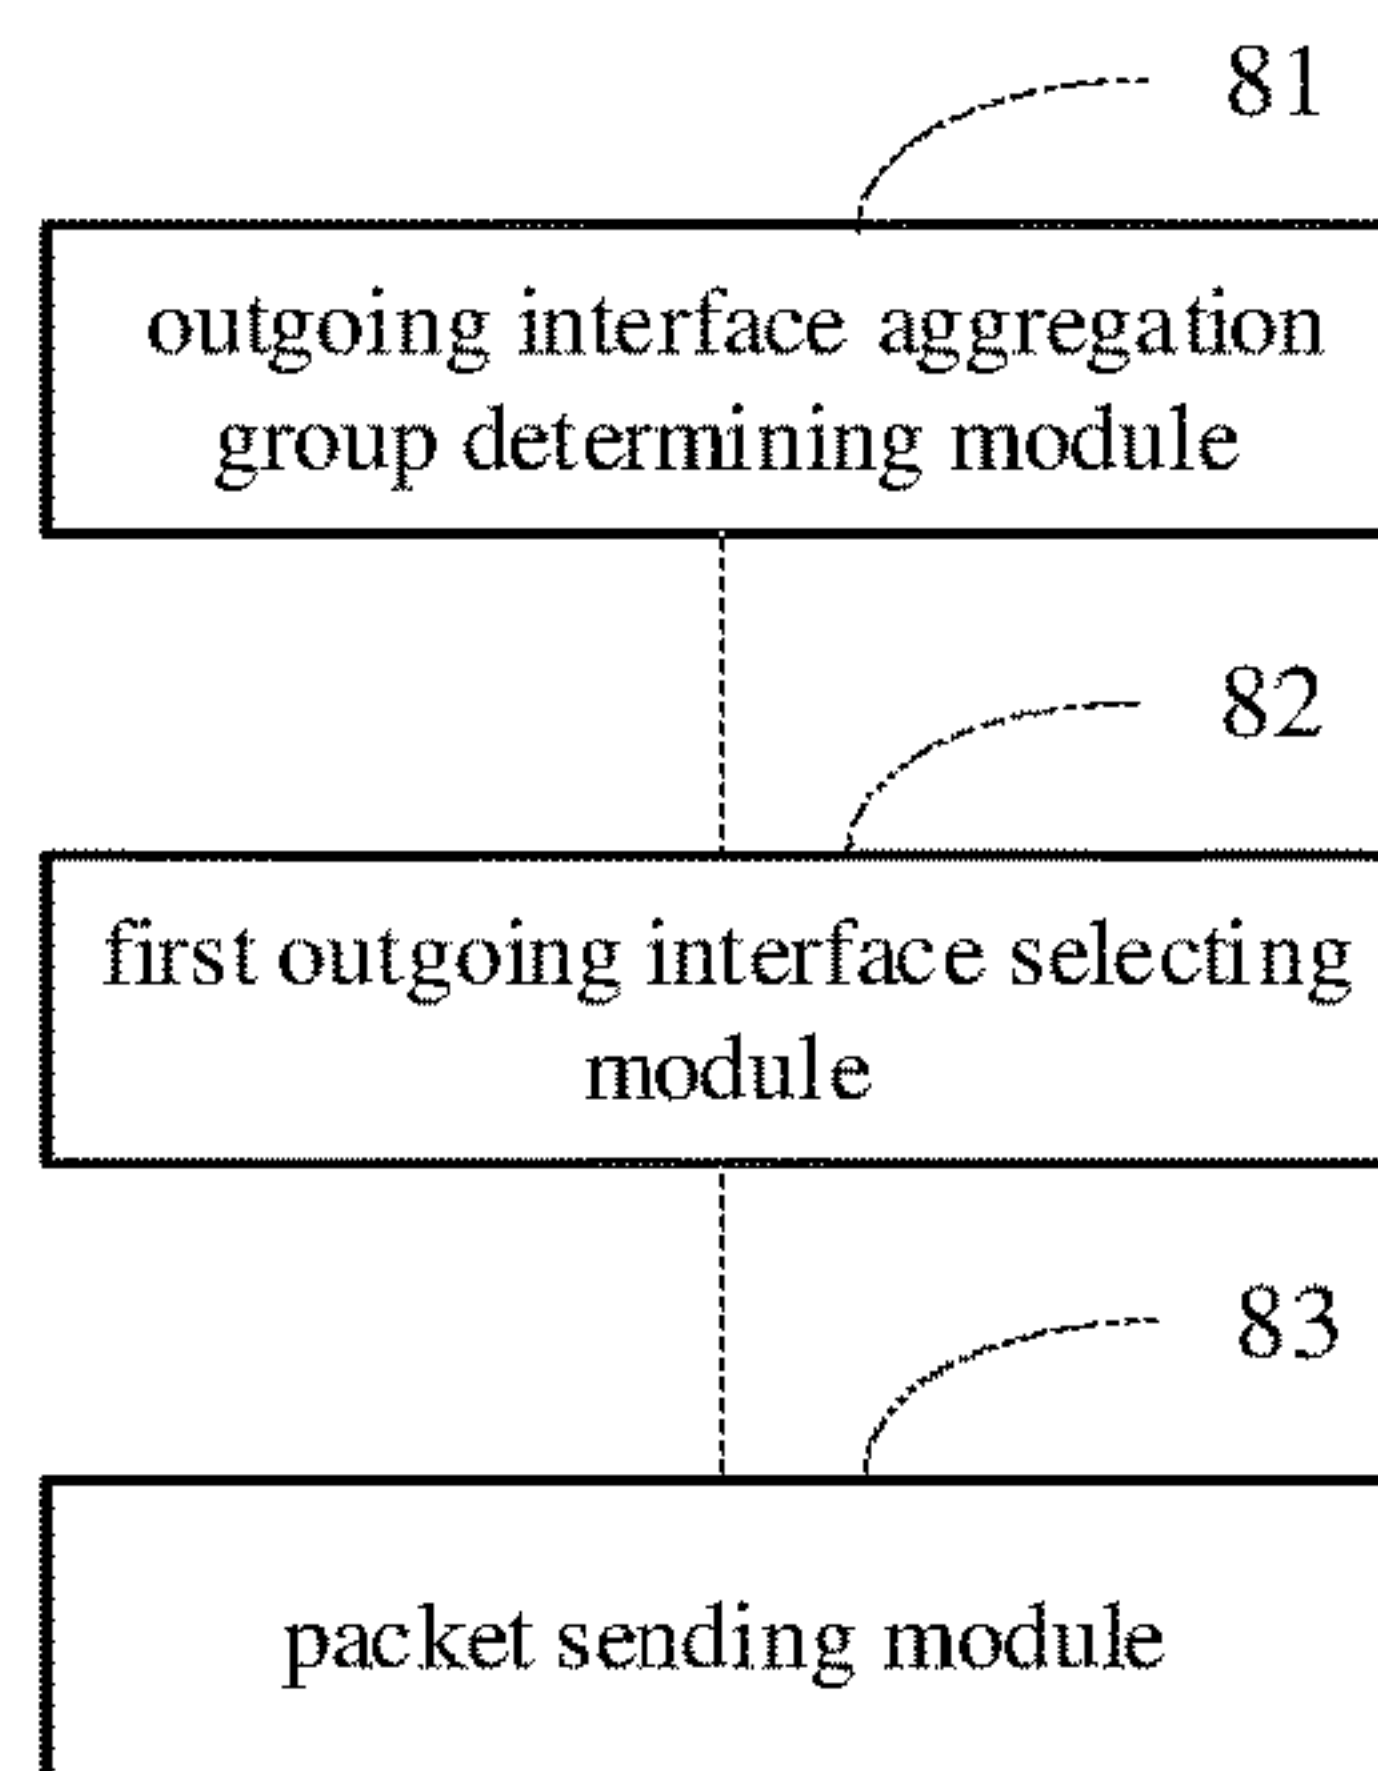 81
outgoing interface aggregation
group determining module
82
first outgoing interface selecting
module
83
packet sending module